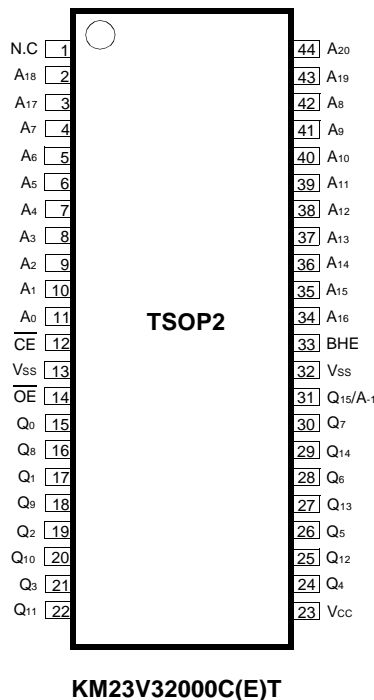 N.C 1 44 A20
A18 2 43 A19
A17 3 42 A8
A7 4 41 A9
A6 5 40 A10
A5 6 39 A11
A4 7 38 A12
A3 8 37 A13
A2 9 36 A14
A1 10 35 A15
A0 11 34 A16
TSOP2
CE 12 33 BHE
VSS 13 32 VSS
OE 14 31 Q15/A-1
Q0 15 30 Q7
Q8 16 29 Q14
Q1 17 28 Q6
Q9 18 27 Q13
Q2 19 26 Q5
Q10 20 25 Q12
Q3 21 24 Q4
Q11 22 23 VCC
KM23V32000C(E)T